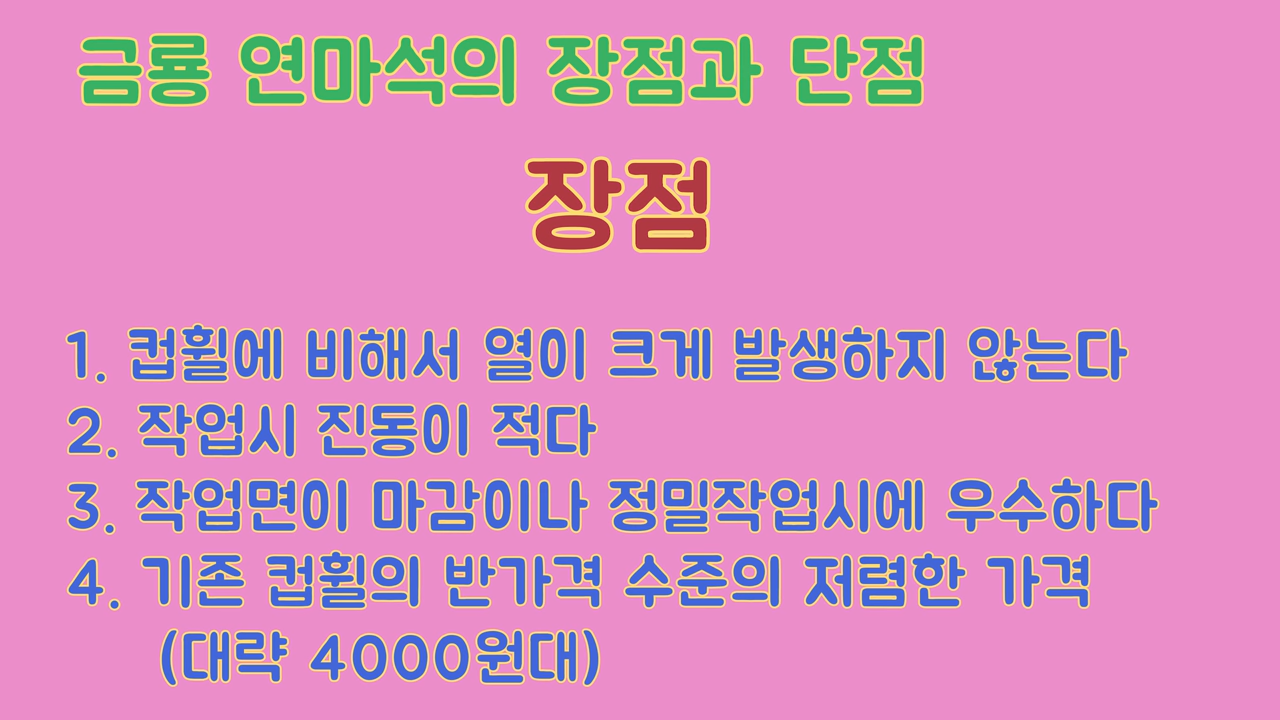 금룡 연마석의 장점과 단점
장점
1. 컵휠에 비해서 열이 크게 발생하지 않는다
2. 작업시 진동이 적다
3. 작업면이 마감이나 정밀작업시에 우수하다
4. 기존 컵휠의 반가격 수준의 저렴한 가격
(대략 4000원대)